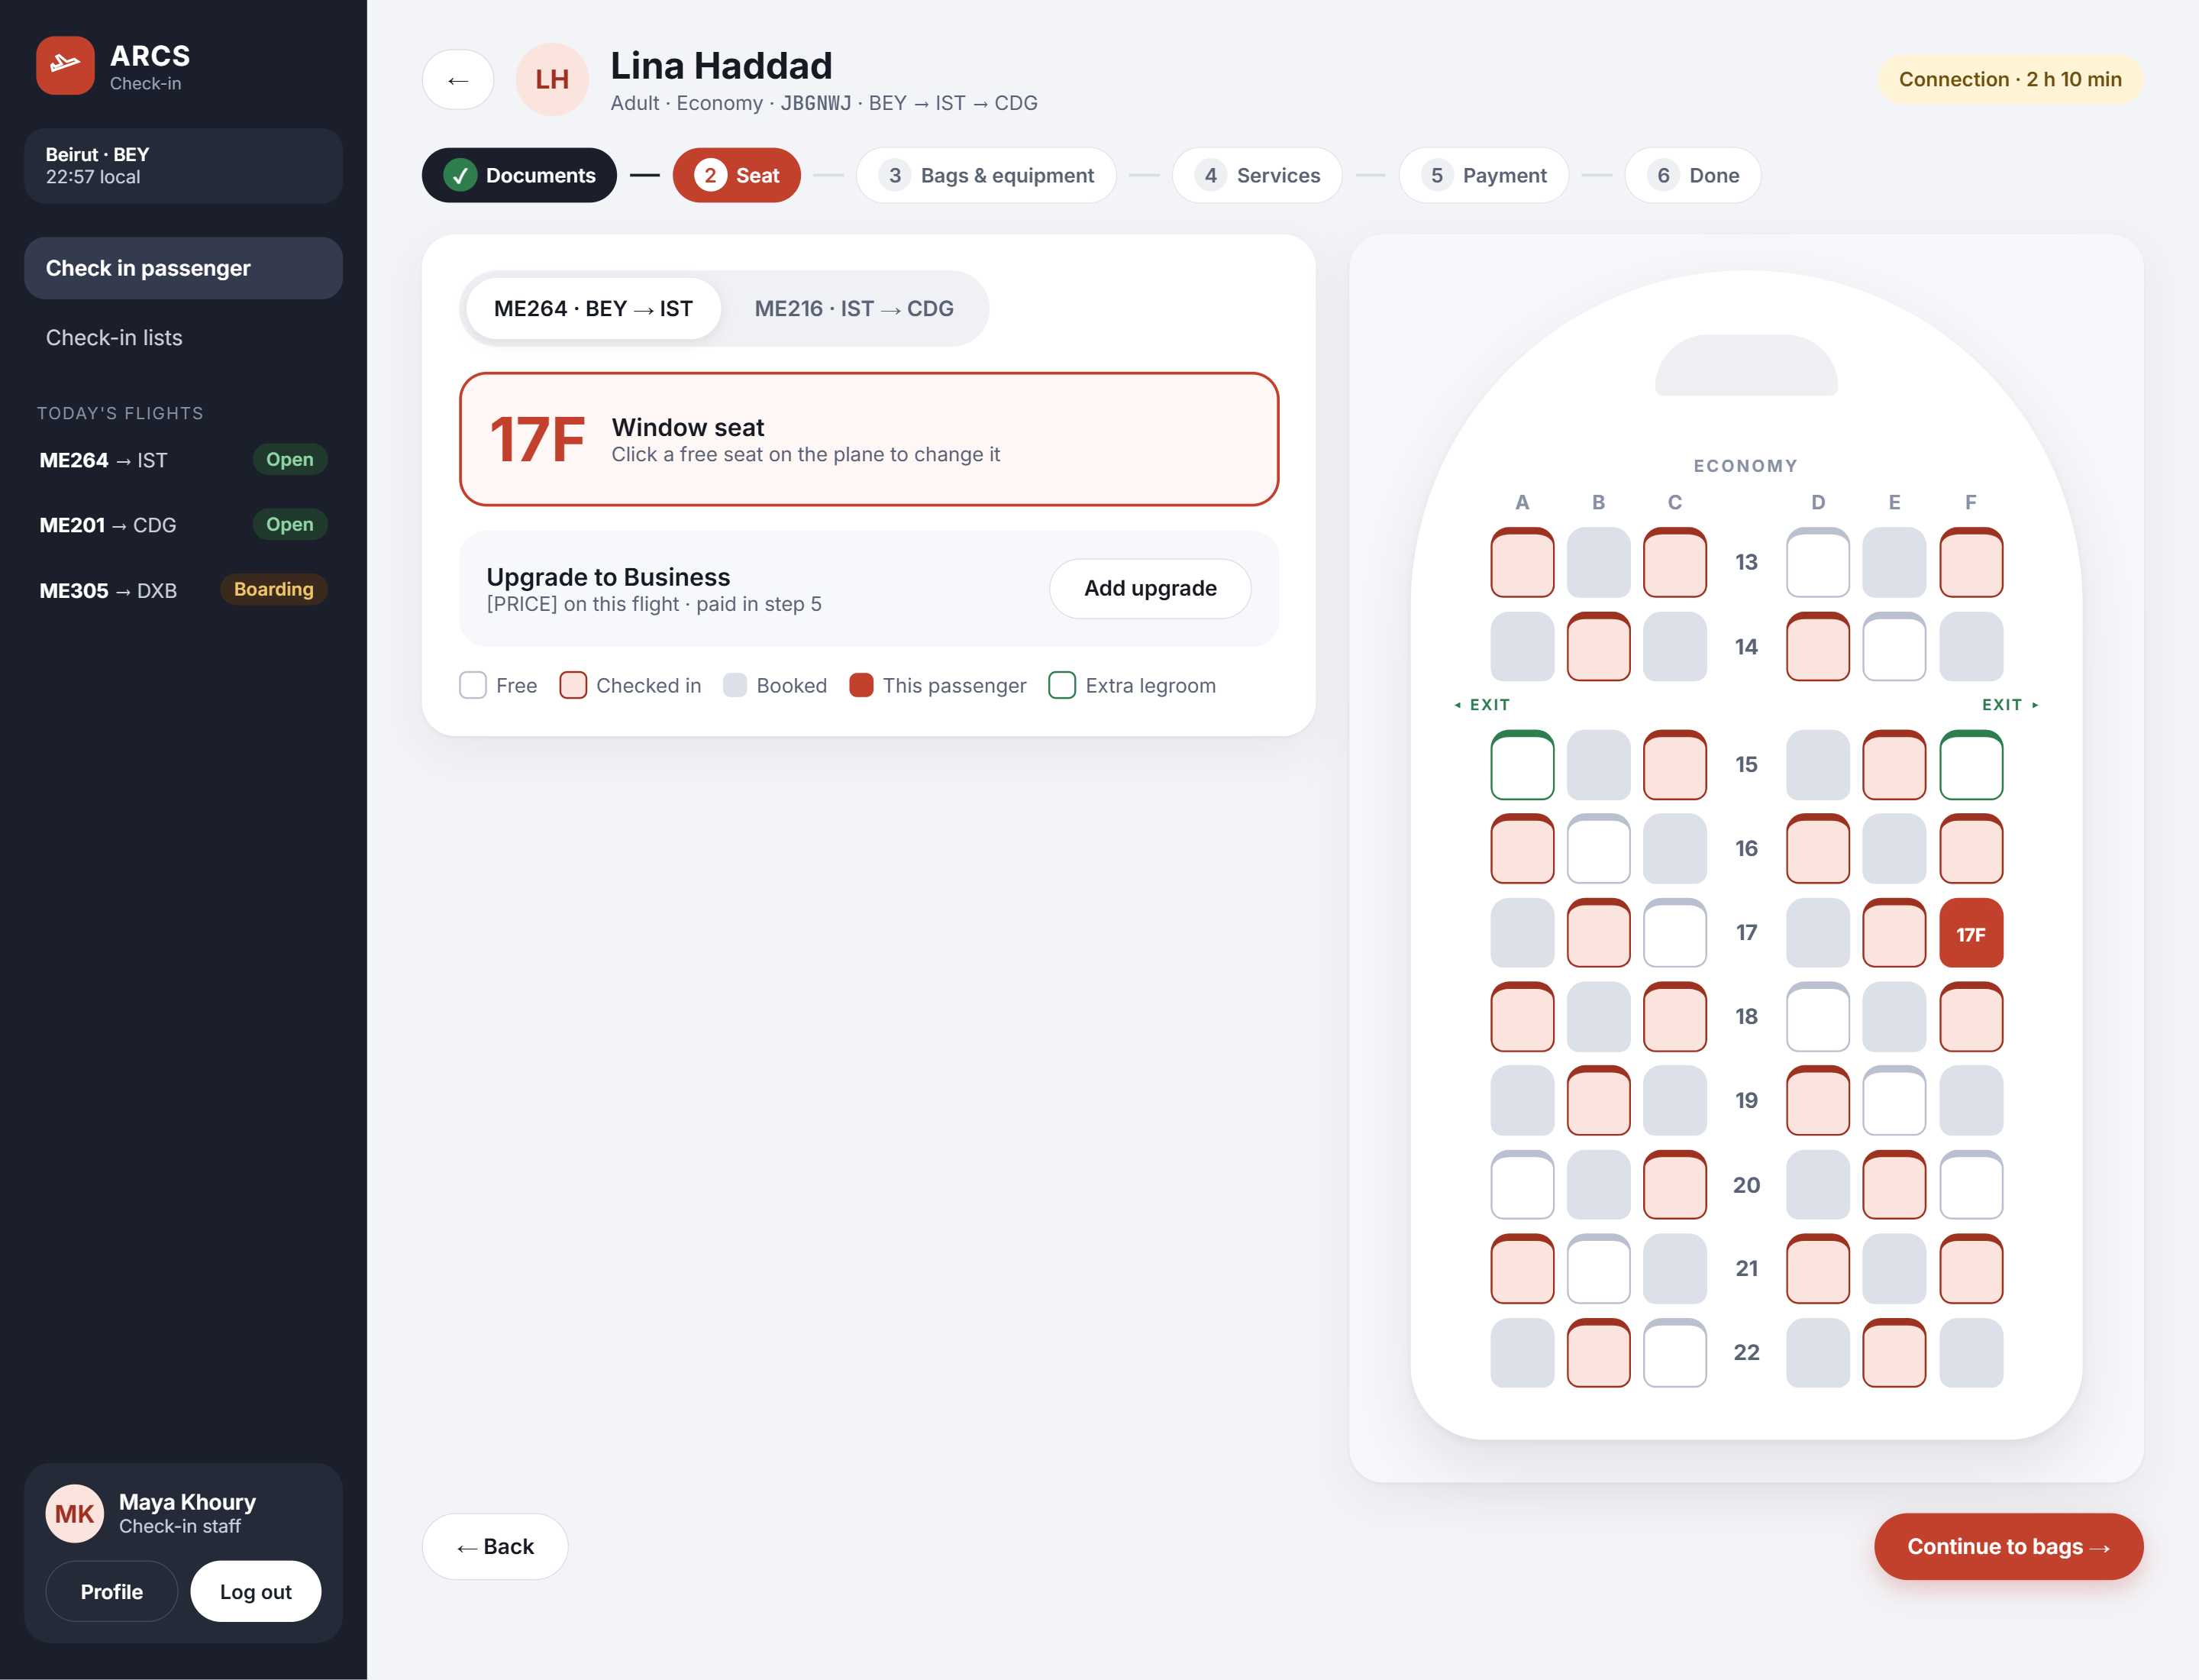 ARCS
Check-in
Beirut · BEY
22:57 local
Check in passenger
Check-in lists
TODAY'S FLIGHTS
ME264 → IST Open
ME201 → CDG Open
ME305 → DXB Boarding
MK
Maya Khoury
Check-in staff
Profile
Log out
←
LH
Lina Haddad
Adult · Economy · JBGNWJ · BEY → IST → CDG
Connection · 2 h 10 min
✓ Documents
2 Seat
3 Bags & equipment
4 Services
5 Payment
6 Done
ME264 · BEY → IST
ME216 · IST → CDG
17F
Window seat
Click a free seat on the plane to change it
Upgrade to Business
[PRICE] on this flight · paid in step 5
Add upgrade
Free
Checked in
Booked
This passenger
Extra legroom
ECONOMY
A B C D E F
13
14
◂ EXIT EXIT ▸
15
16
17 17F
18
19
20
21
22
← Back
Continue to bags →